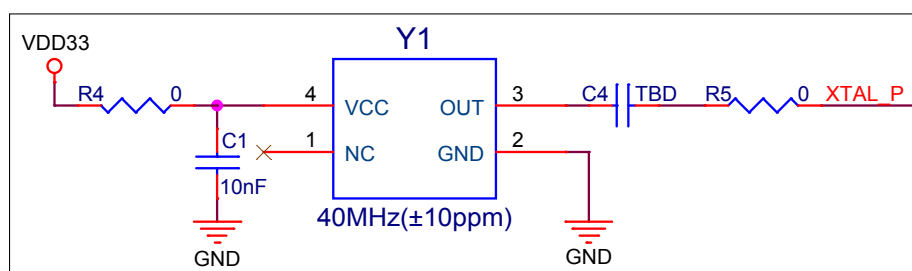 Y1
VDD33
R4 0
4 VCC OUT 3 C4 TBD R5 0 XTAL_P
C1 1 NC GND 2
10nF
40MHz(±10ppm)
GND GND